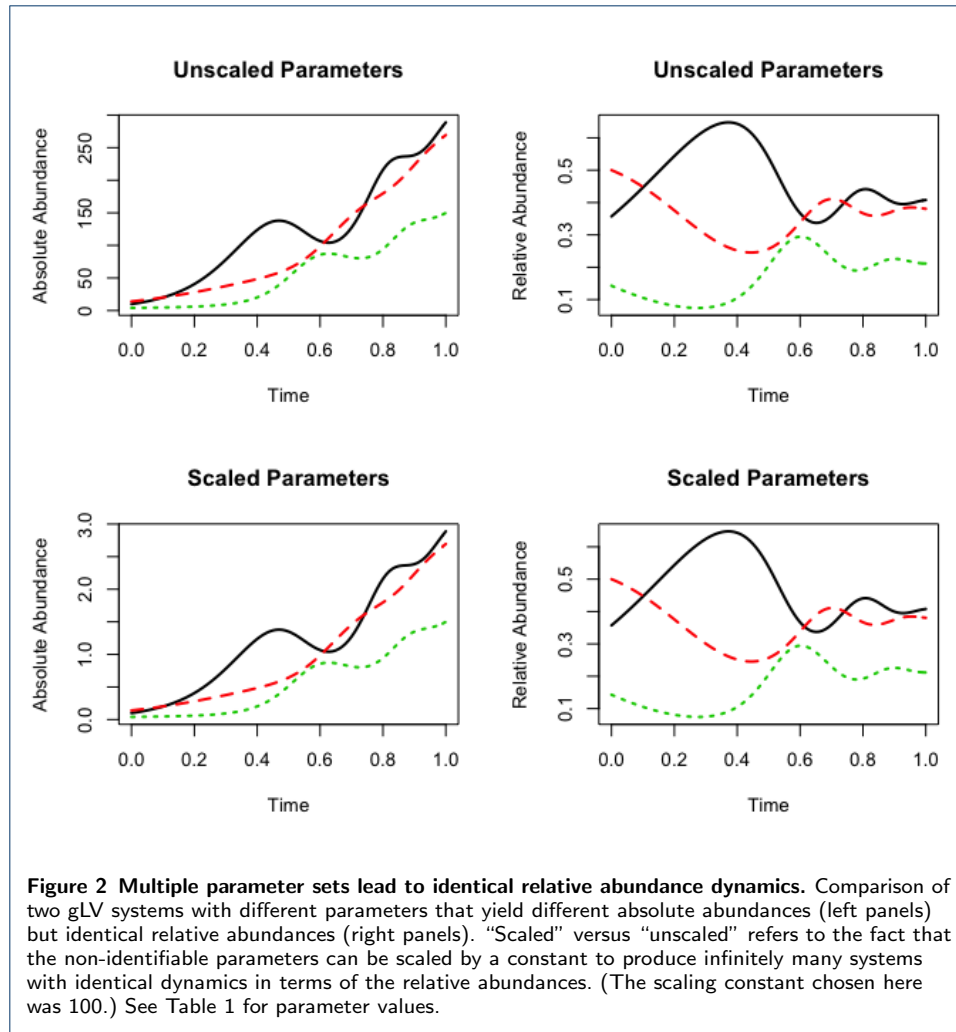 Unscaled Parameters
Absolute Abundance
0 50 150 250
0.0 0.2 0.4 0.6 0.8 1.0
Time
Unscaled Parameters
Relative Abundance
0.1 0.3 0.5
0.0 0.2 0.4 0.6 0.8 1.0
Time
Scaled Parameters
Absolute Abundance
0.0 1.0 2.0 3.0
0.0 0.2 0.4 0.6 0.8 1.0
Time
Scaled Parameters
Relative Abundance
0.1 0.3 0.5
0.0 0.2 0.4 0.6 0.8 1.0
Time
Figure 2 Multiple parameter sets lead to identical relative abundance dynamics. Comparison of
two gLV systems with different parameters that yield different absolute abundances (left panels)
but identical relative abundances (right panels). “Scaled” versus “unscaled” refers to the fact that
the non-identifiable parameters can be scaled by a constant to produce infinitely many systems
with identical dynamics in terms of the relative abundances. (The scaling constant chosen here
was 100.) See Table 1 for parameter values.